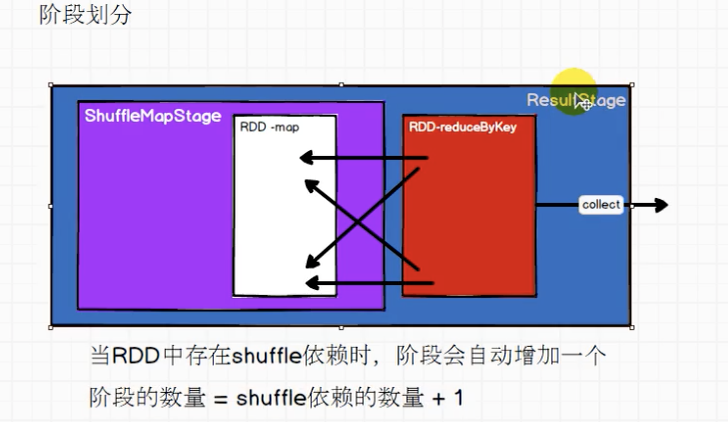 阶段划分
ResultStage
ShuffleMapStage
RDD -map
RDD-reduceByKey
collect
当RDD中存在shuffle依赖时，阶段会自动增加一个
阶段的数量 = shuffle依赖的数量 + 1